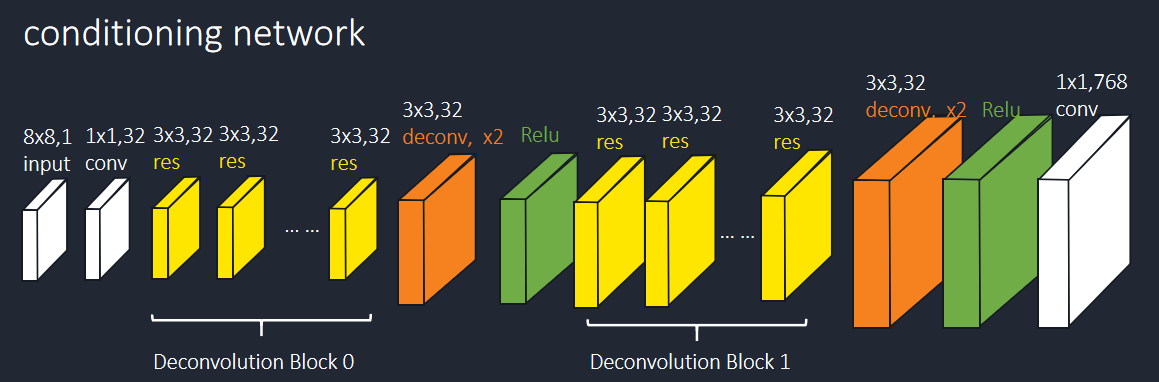 conditioning network
8x8,1
input
1x1,32
conv
3x3,32
res
3x3,32
res
... ...
3x3,32
res
3x3,32
deconv, x2
Relu
3x3,32
res
3x3,32
res
... ...
3x3,32
res
3x3,32
deconv, x2
Relu
1x1,768
conv
Deconvolution Block 0
Deconvolution Block 1